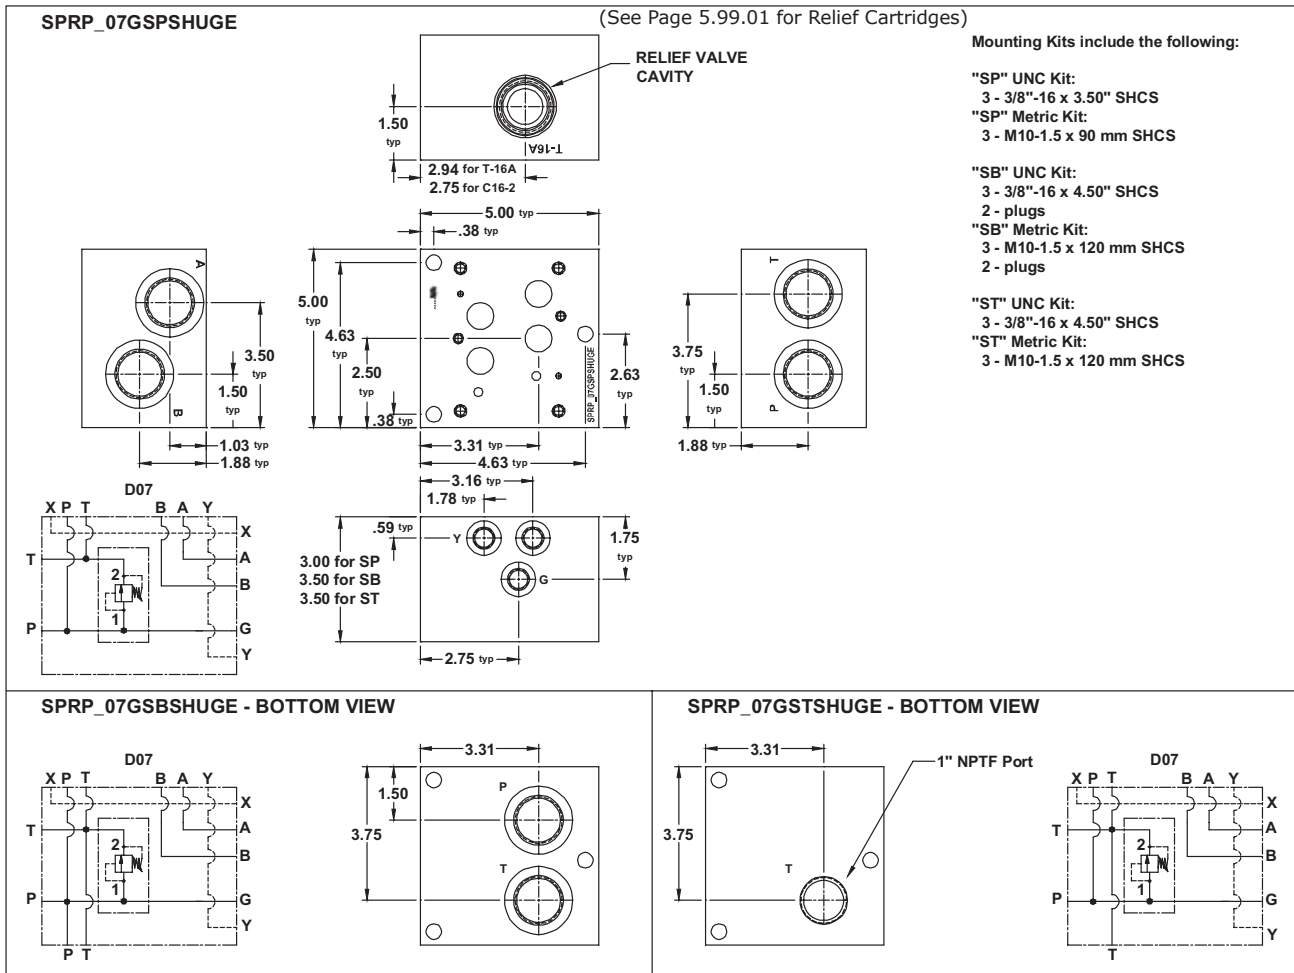 SPRP_07GSPSHUGE
(See Page 5.99.01 for Relief Cartridges)
RELIEF VALVE
CAVITY
1.50
typ
T-16A
2.94 for T-16A
2.75 for C16-2
Mounting Kits include the following:
"SP" UNC Kit:
3 - 3/8"-16 x 3.50" SHCS
"SP" Metric Kit:
3 - M10-1.5 x 90 mm SHCS
"SB" UNC Kit:
3 - 3/8"-16 x 4.50" SHCS
2 - plugs
"SB" Metric Kit:
3 - M10-1.5 x 120 mm SHCS
2 - plugs
"ST" UNC Kit:
3 - 3/8"-16 x 4.50" SHCS
"ST" Metric Kit:
3 - M10-1.5 x 120 mm SHCS
A
B
3.50
typ
1.50
typ
1.03 typ
1.88 typ
5.00 typ
.38 typ
5.00
typ
4.63
typ
2.50
typ
.38 typ
SPRP_07GSPSHUGE
2.63
typ
3.31 typ
4.63 typ
T
P
3.75
typ
1.50
typ
1.88 typ
3.16 typ
1.78 typ
.59 typ
Y
G
1.75
typ
3.00 for SP
3.50 for SB
3.50 for ST
2.75 typ
D07
X P T B A Y
X
T A
2
B
1
P G
Y
SPRP_07GSBSHUGE - BOTTOM VIEW
D07
X P T B A Y
X
T A
2
B
1
P G
Y
P T
3.31
1.50
3.75
P
T
SPRP_07GSTSHUGE - BOTTOM VIEW
3.31
1" NPTF Port
3.75
T
D07
X P T B A Y
X
T A
2
B
1
P G
Y
T